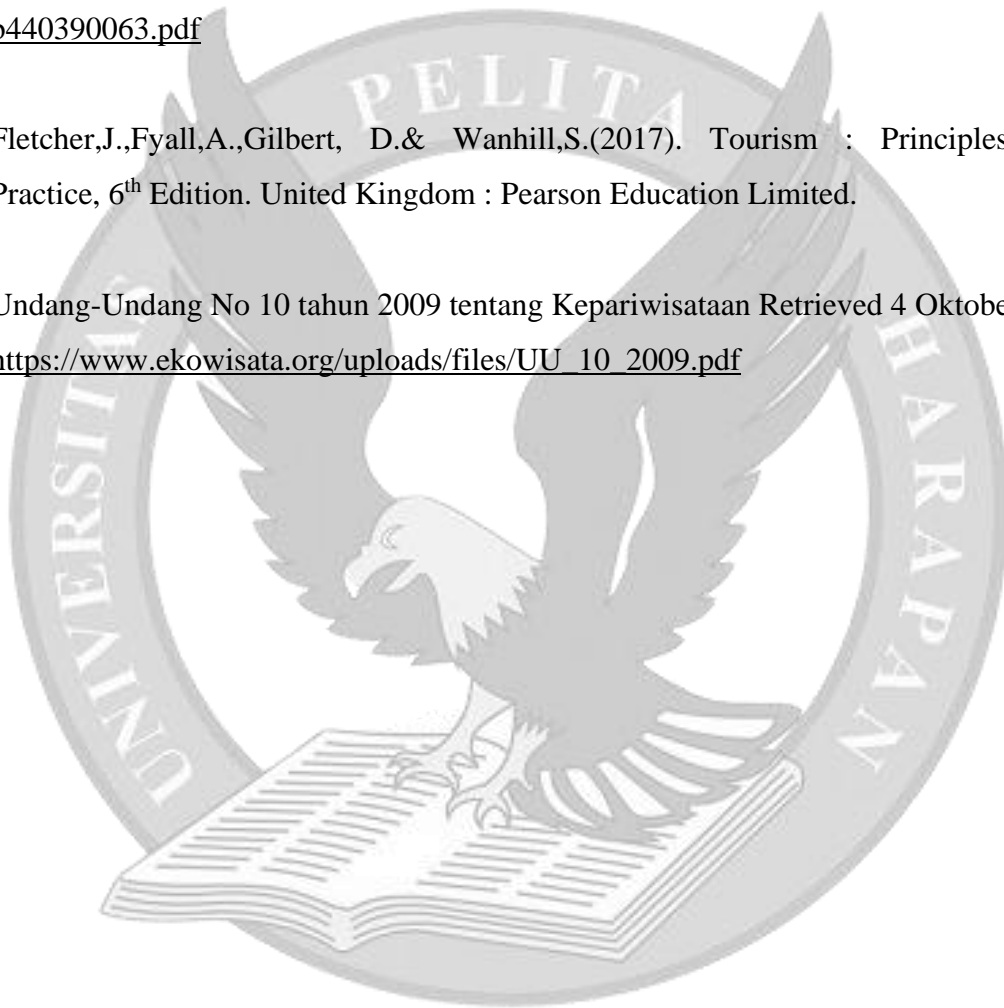 b440390063.pdf
PELITA
Fletcher,J.,Fyall,A.,Gilbert, D.& Wanhill,S.(2017). Tourism : Principles
Practice, 6th Edition. United Kingdom : Pearson Education Limited.
Undang-Undang No 10 tahun 2009 tentang Kepariwisataan Retrieved 4 Oktobe
https://www.ekowisata.org/uploads/files/UU_10_2009.pdf
UNIVERSITAS
HARAPAN